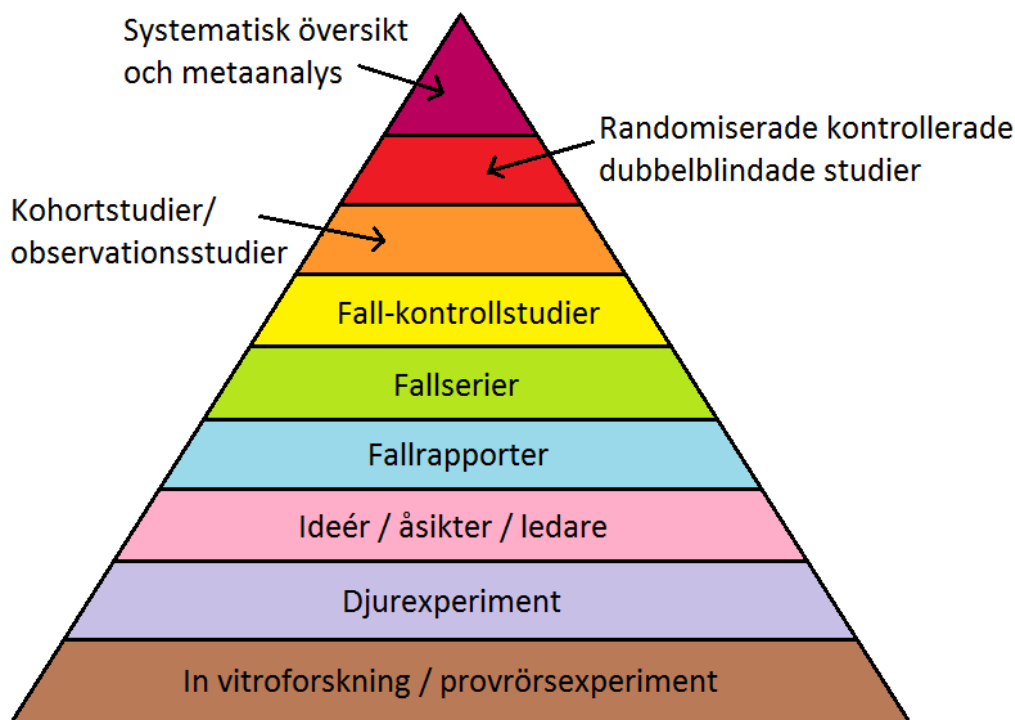 Systematisk översikt
och metaanalys
Randomiserade kontrollerade
dubbelblindade studier
Kohortstudier/
observationsstudier
Fall-kontrollstudier
Fallserier
Fallrapporter
Ideér / åsikter / ledare
Djurexperiment
In vitroforskning / provrörsexperiment